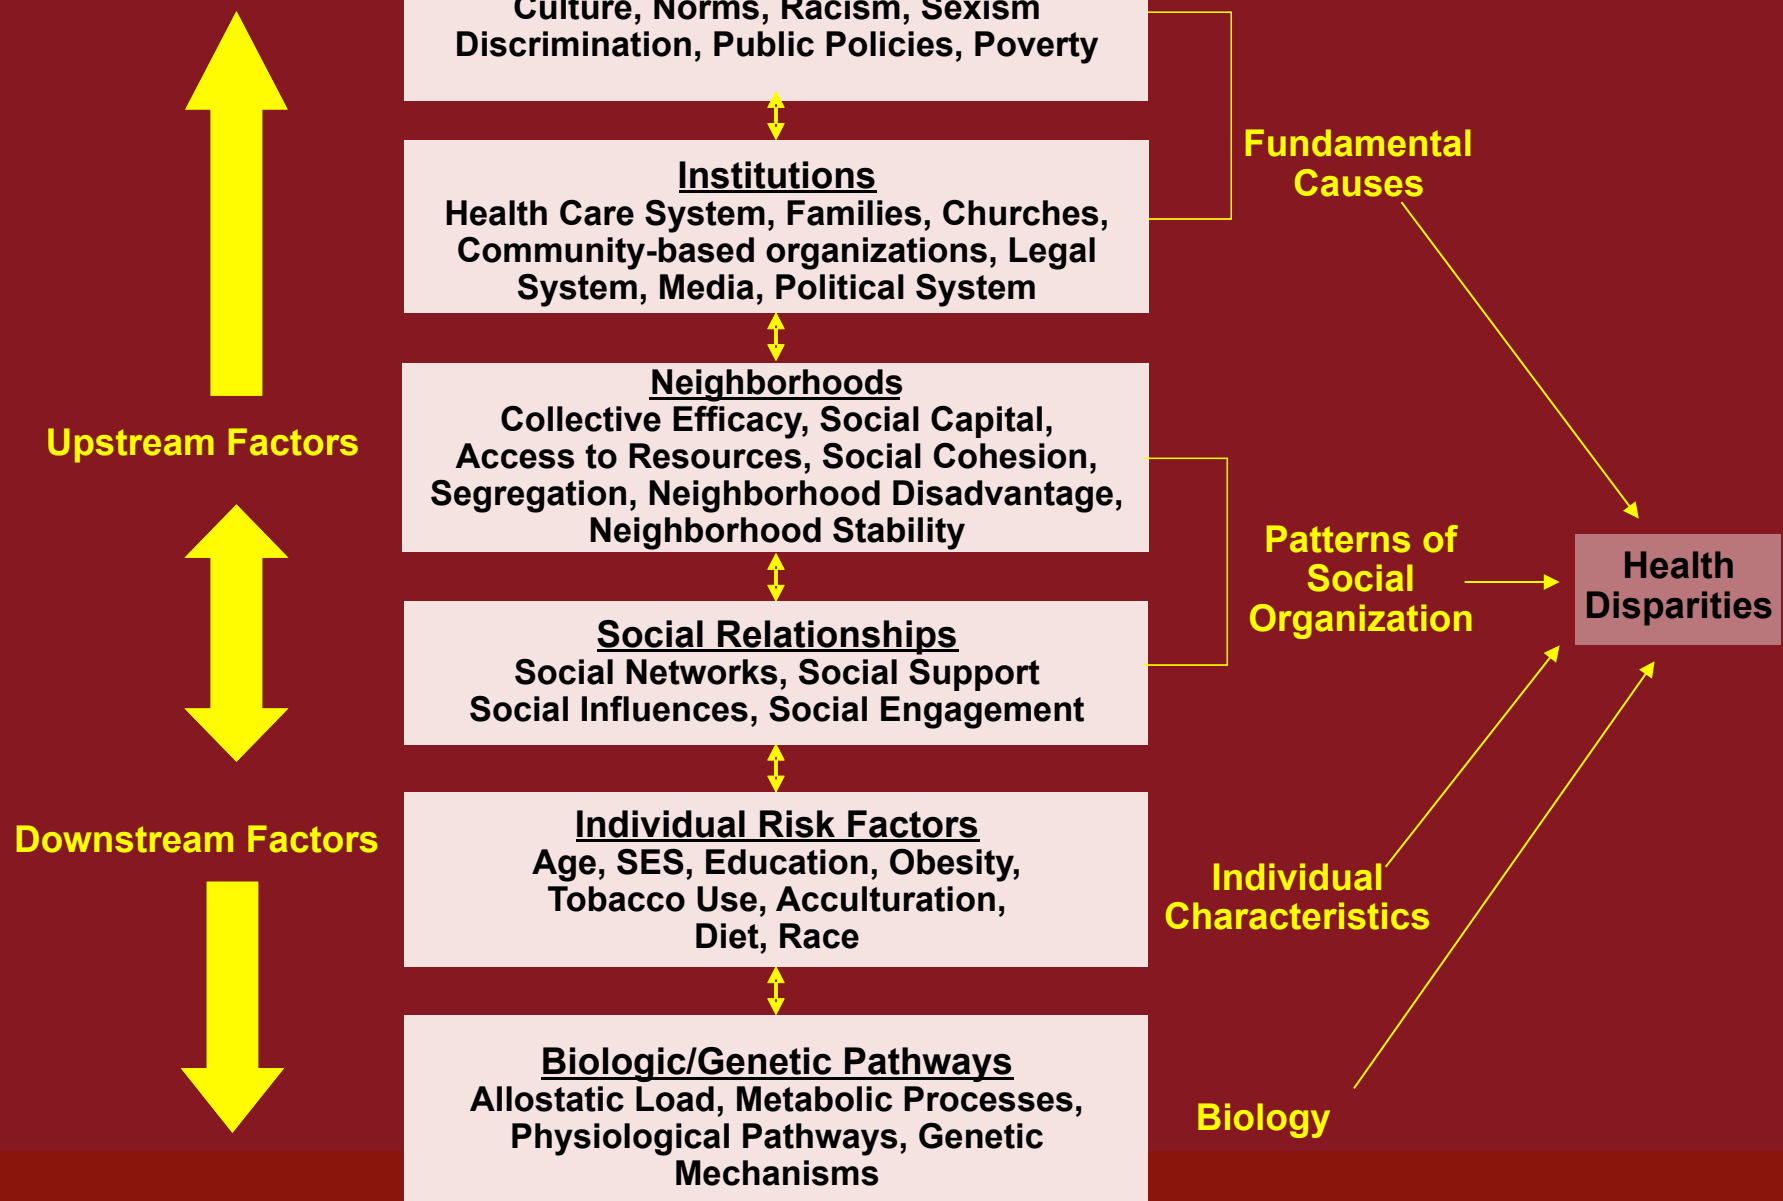 Culture, Norms, Racism, Sexism
Discrimination, Public Policies, Poverty
Institutions
Health Care System, Families, Churches,
Community-based organizations, Legal
System, Media, Political System
Neighborhoods
Collective Efficacy, Social Capital,
Access to Resources, Social Cohesion,
Segregation, Neighborhood Disadvantage,
Neighborhood Stability
Social Relationships
Social Networks, Social Support
Social Influences, Social Engagement
Individual Risk Factors
Age, SES, Education, Obesity,
Tobacco Use, Acculturation,
Diet, Race
Biologic/Genetic Pathways
Allostatic Load, Metabolic Processes,
Physiological Pathways, Genetic
Mechanisms
Upstream Factors
Downstream Factors
Fundamental
Causes
Patterns of
Social
Organization
Individual
Characteristics
Biology
Health
Disparities